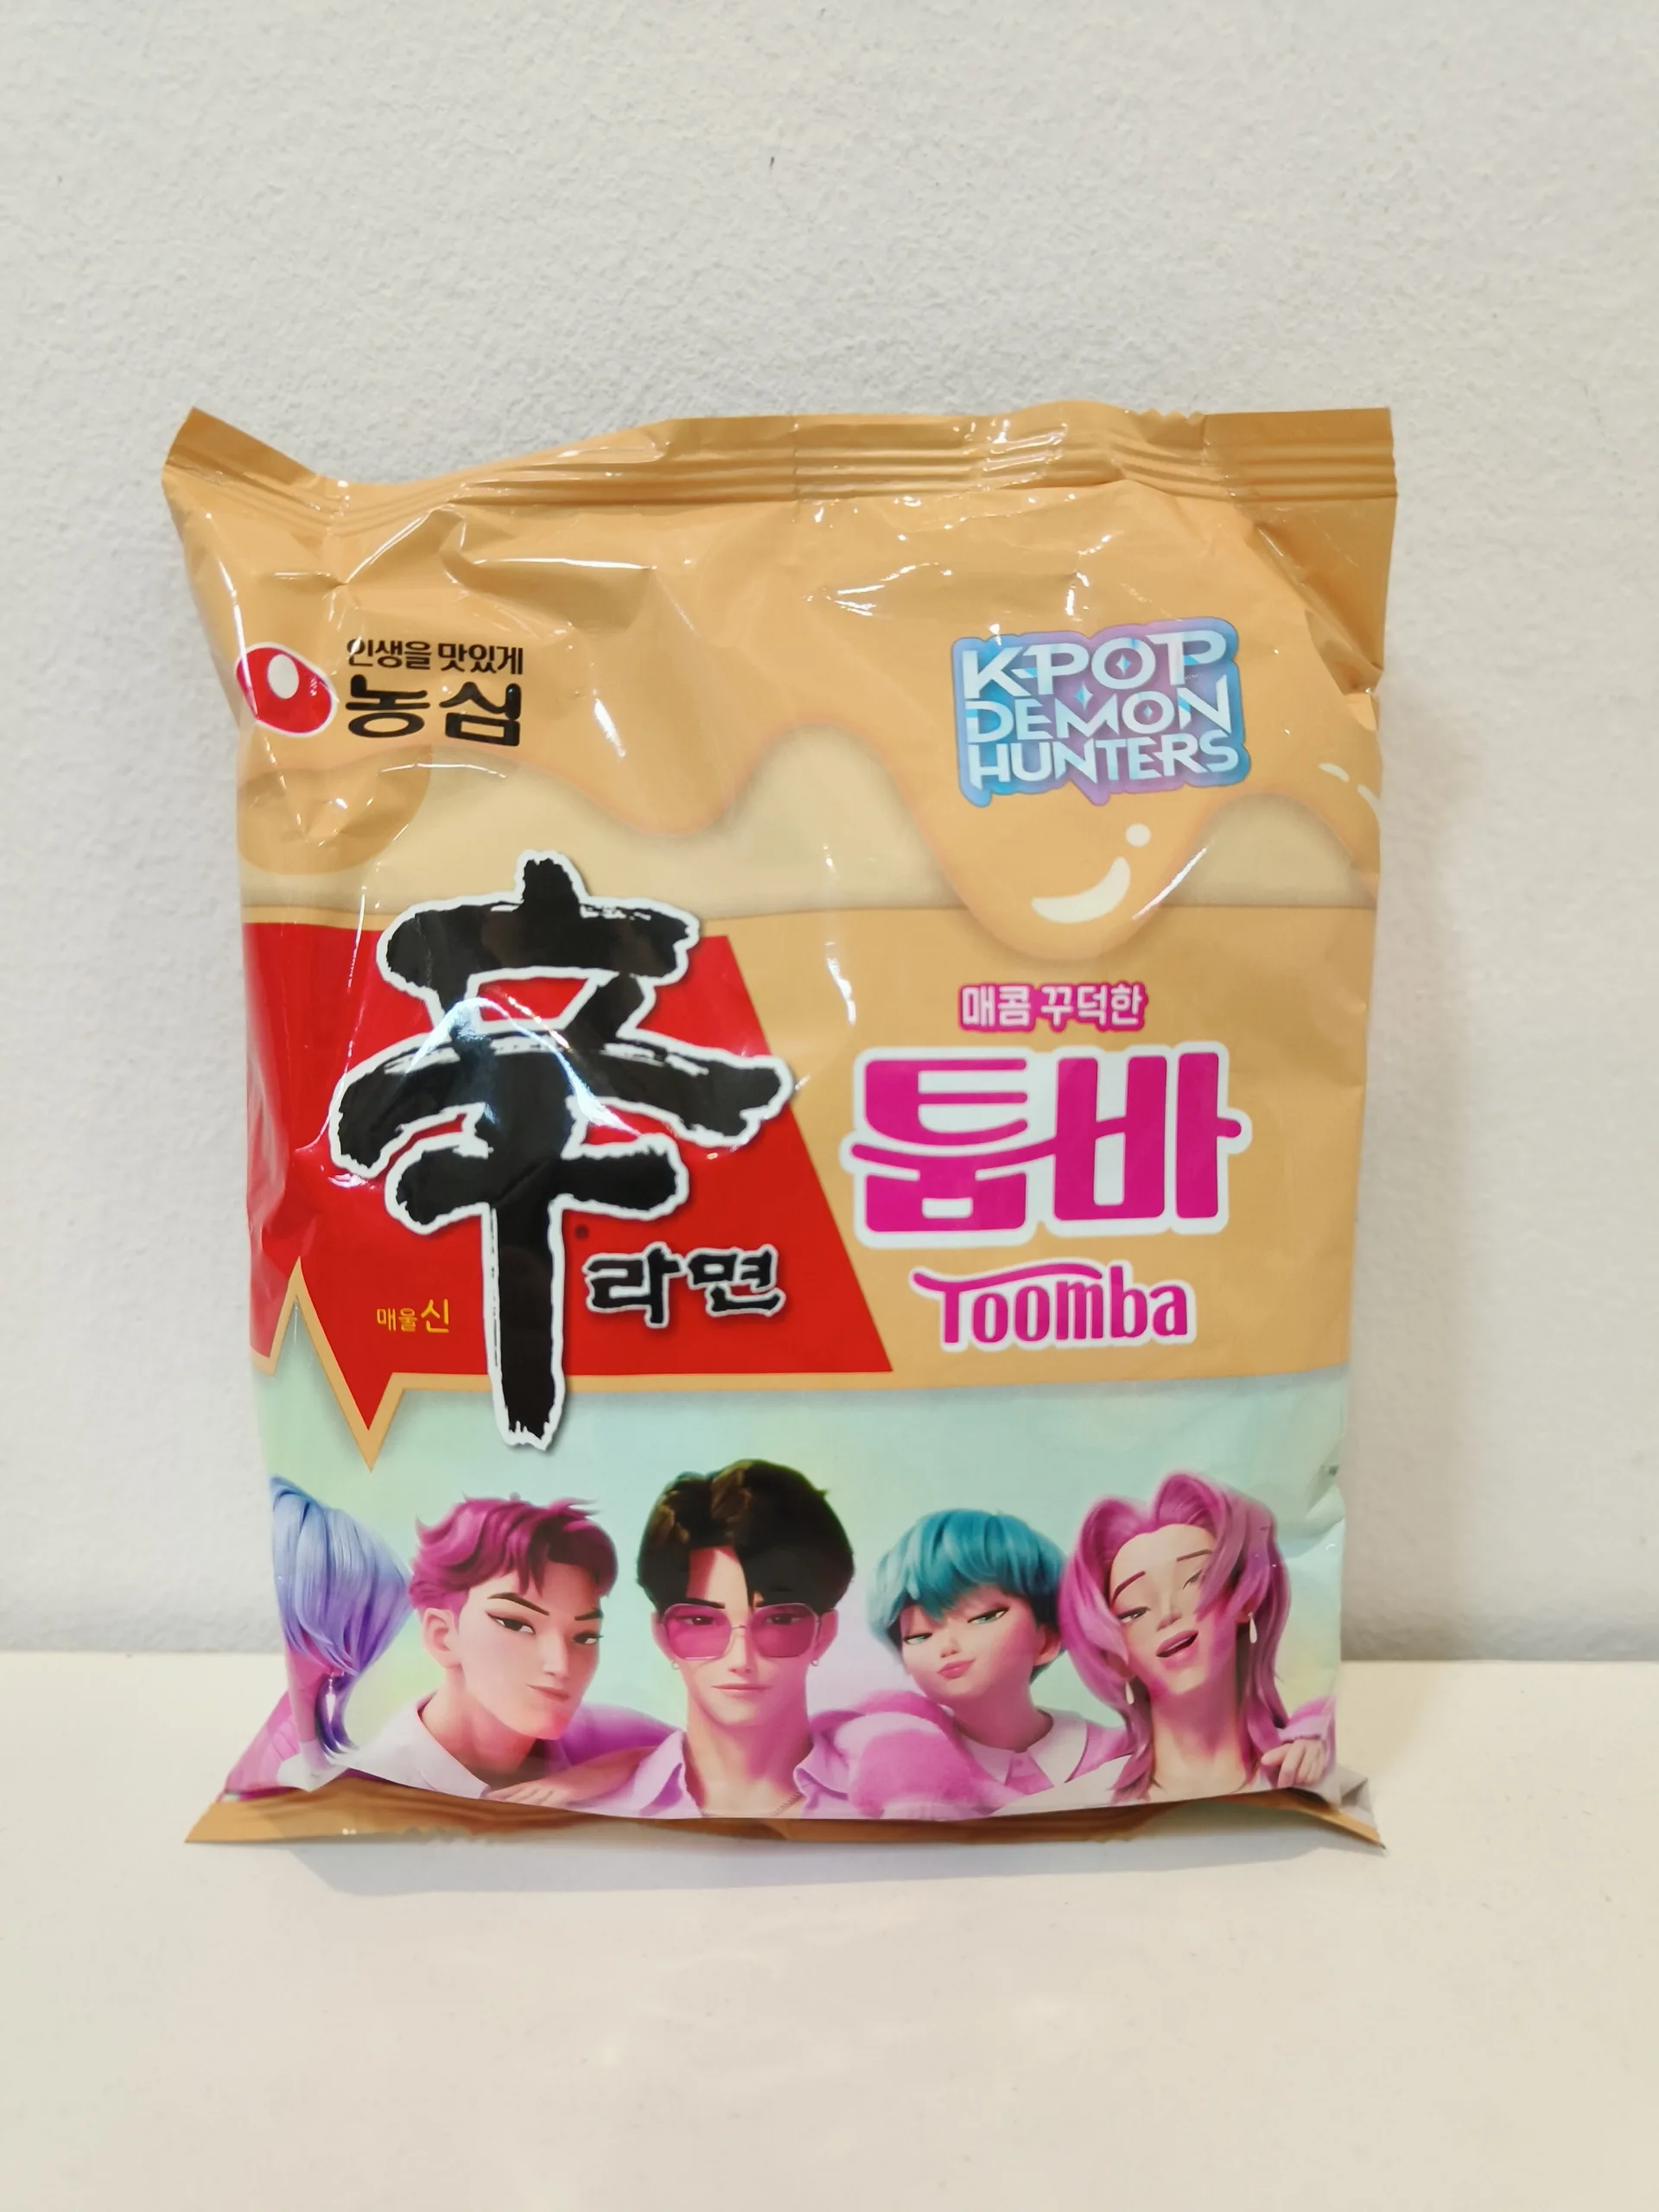 인생을 맛있게
농심
K-POP
DEMON
HUNTERS
辛
라면
매울신
매콤 꾸덕한
툼바
Toomba